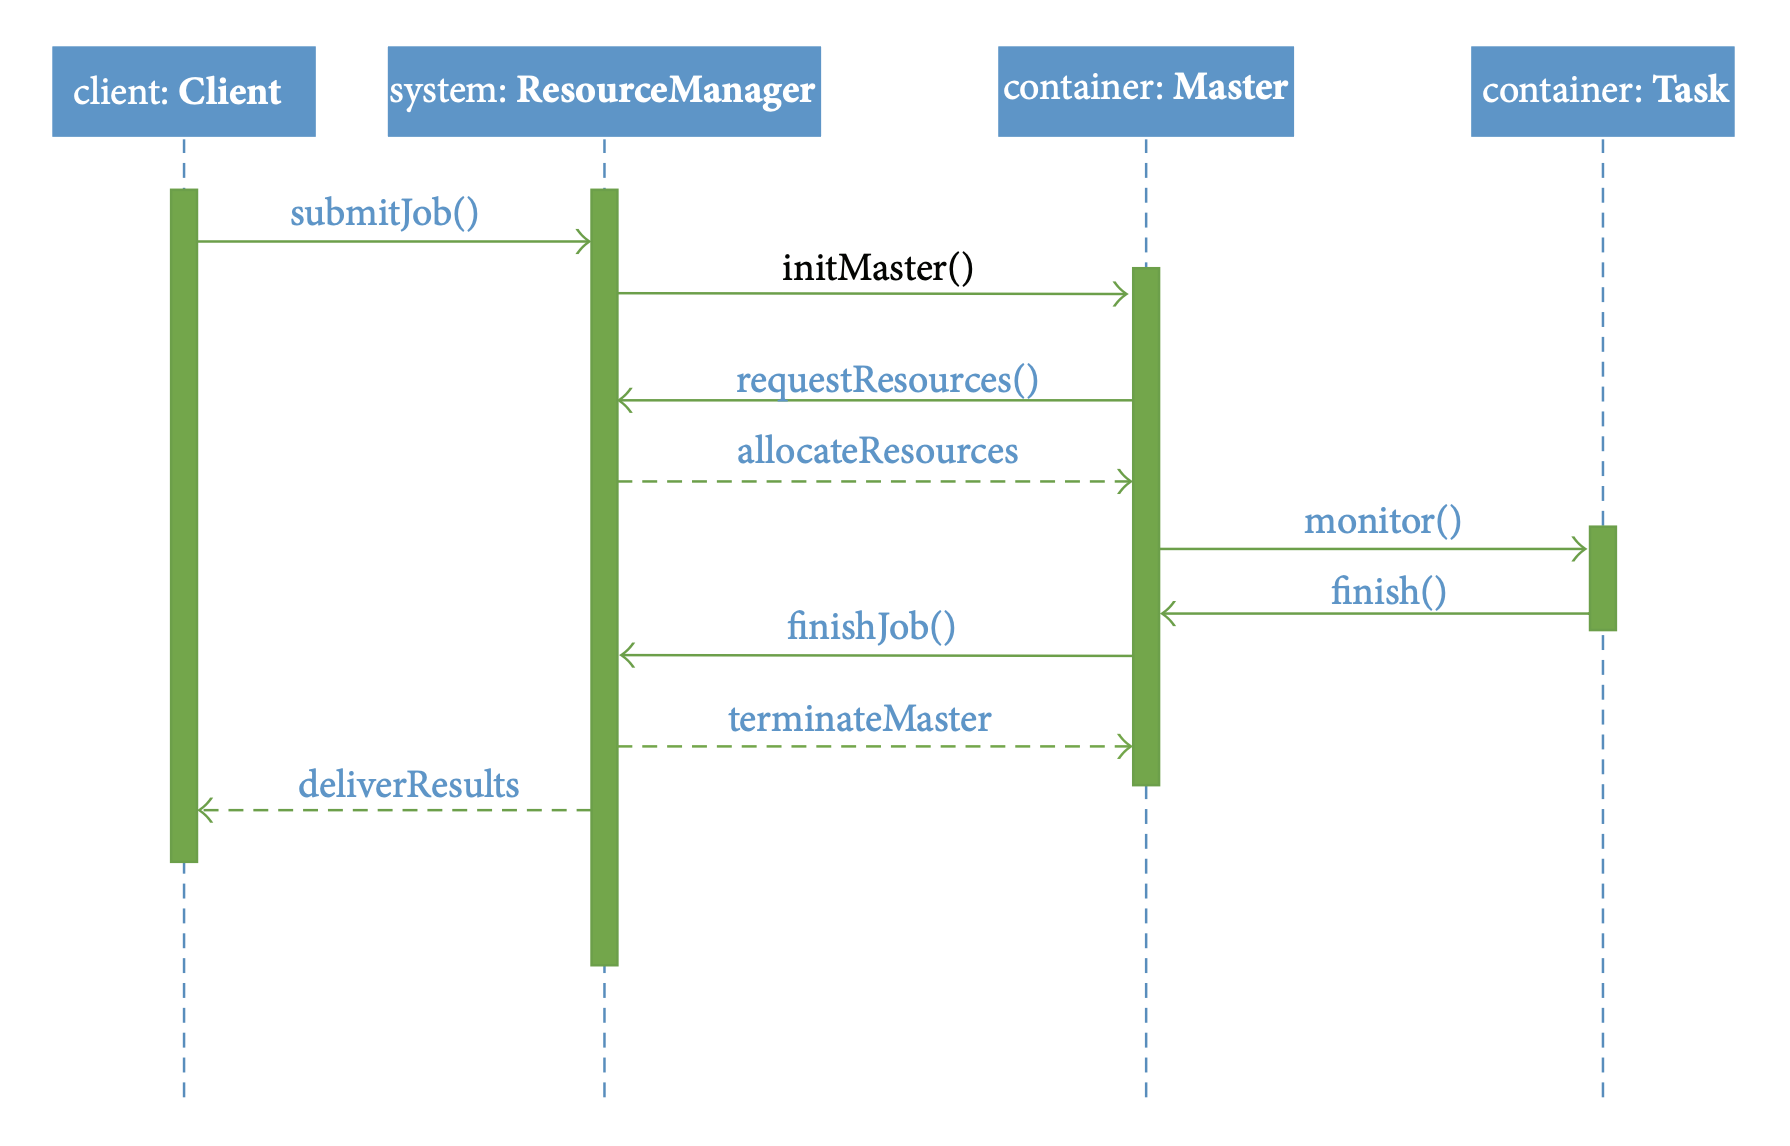 client: Client
system: ResourceManager
container: Master
container: Task
submitJob()
initMaster()
requestResources()
allocateResources
monitor()
finish()
finishJob()
terminateMaster
deliverResults